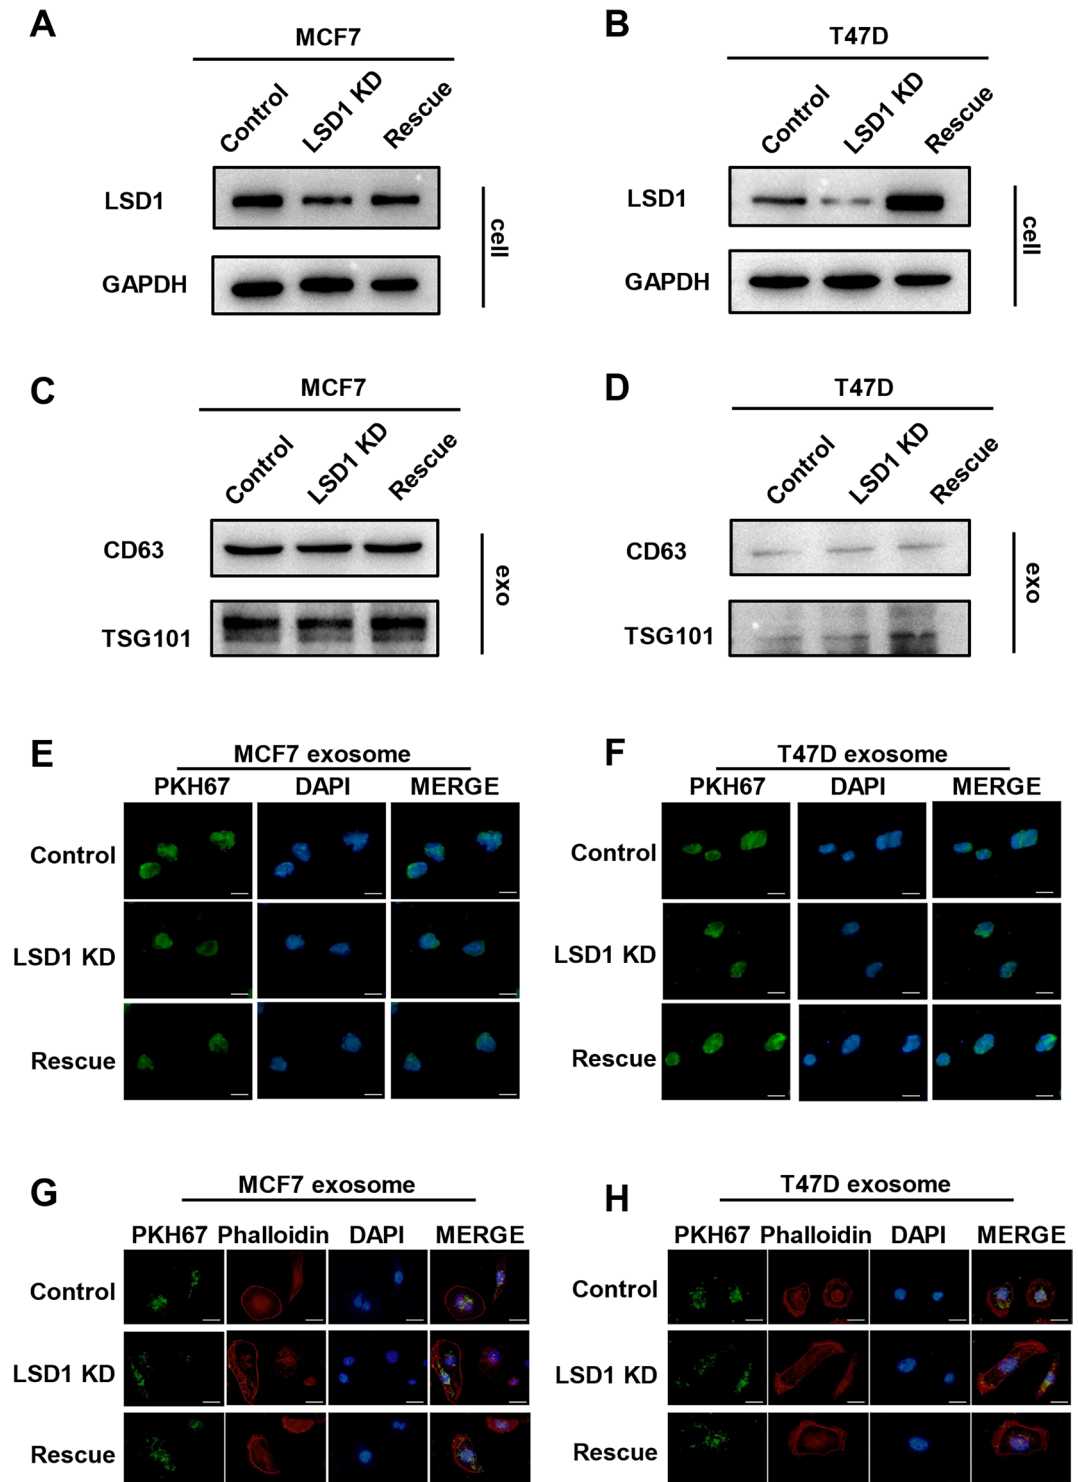 A
MCF7
Control
LSD1 KD
Rescue
LSD1
GAPDH
cell
B
T47D
Control
LSD1 KD
Rescue
LSD1
GAPDH
cell
C
MCF7
Control
LSD1 KD
Rescue
CD63
TSG101
exo
D
T47D
Control
LSD1 KD
Rescue
CD63
TSG101
exo
E
MCF7 exosome
PKH67 DAPI MERGE
Control
LSD1 KD
Rescue
F
T47D exosome
PKH67 DAPI MERGE
Control
LSD1 KD
Rescue
G
MCF7 exosome
PKH67 Phalloidin DAPI MERGE
Control
LSD1 KD
Rescue
H
T47D exosome
PKH67 Phalloidin DAPI MERGE
Control
LSD1 KD
Rescue